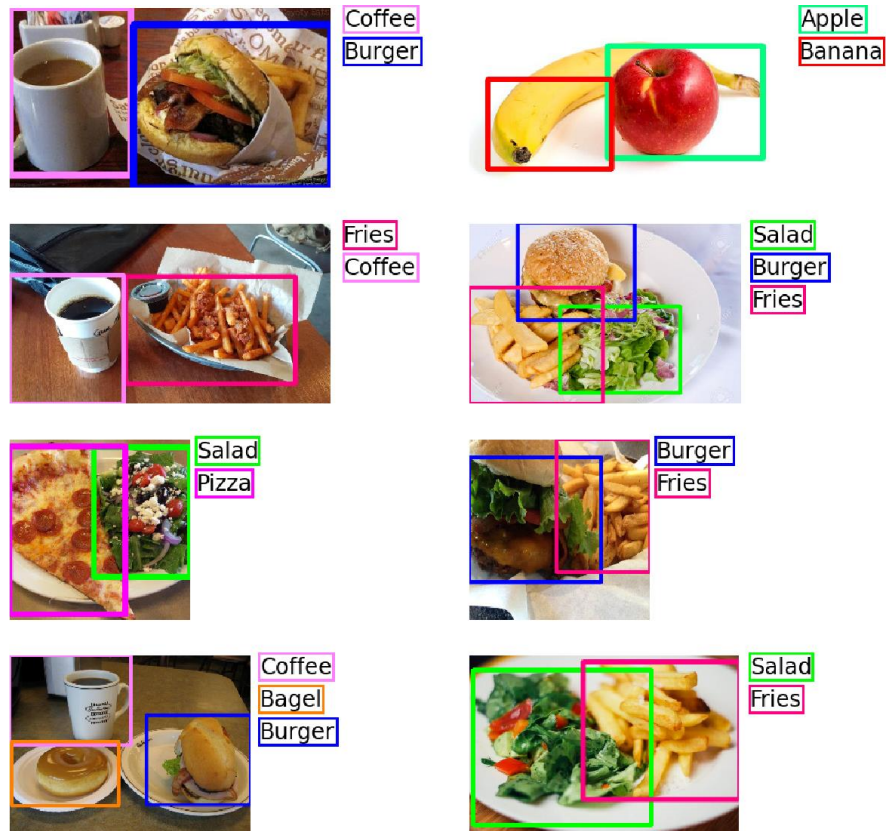 Coffee
Burger
Apple
Banana
Fries
Coffee
Salad
Burger
Fries
Salad
Pizza
Burger
Fries
Coffee
Bagel
Burger
Salad
Fries